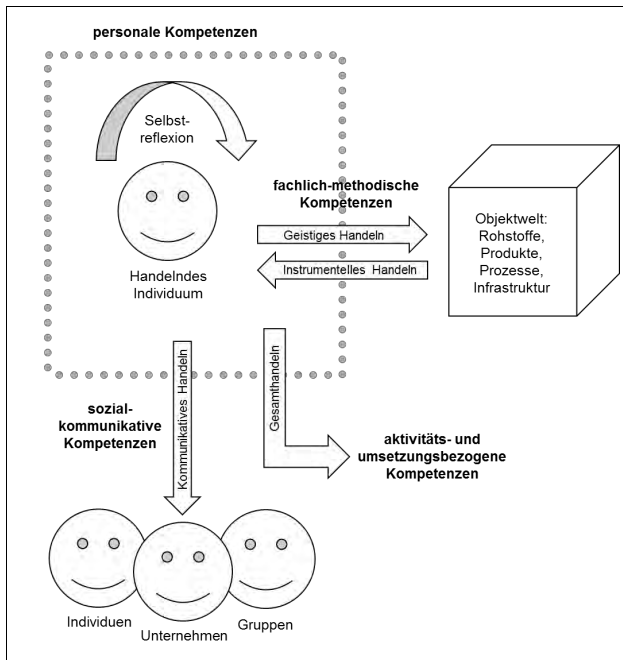 personale Kompetenzen
Selbst-
reflexion
Handelndes
Individuum
fachlich-methodische
Kompetenzen
Geistiges Handeln
Instrumentelles Handeln
Objektwelt:
Rohstoffe,
Produkte,
Prozesse,
Infrastruktur
sozial-
kommunikative
Kompetenzen
Kommunikatives Handeln
Gesamthandeln
aktivitäts- und
umsetzungsbezogene
Kompetenzen
Individuen
Unternehmen
Gruppen